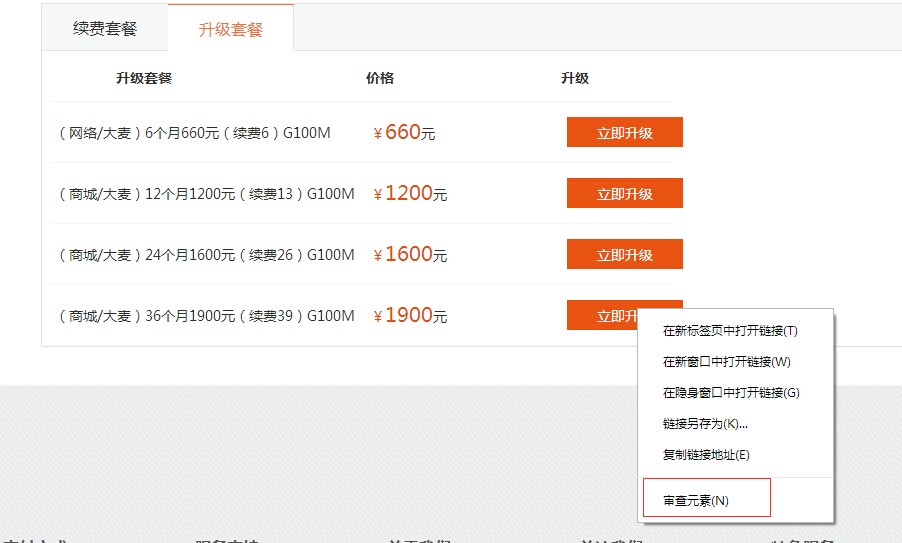 续费套餐 升级套餐
升级套餐 价格 升级
（网络/大麦）6个月660元（续费6）G100M ￥660元 立即升级
（商城/大麦）12个月1200元（续费13）G100M ￥1200元 立即升级
（商城/大麦）24个月1600元（续费26）G100M ￥1600元 立即升级
（商城/大麦）36个月1900元（续费39）G100M ￥1900元 立即升
在新标签页中打开链接(T)
在新窗口中打开链接(W)
在隐身窗口中打开链接(G)
链接另存为(K)...
复制链接地址(E)
审查元素(N)